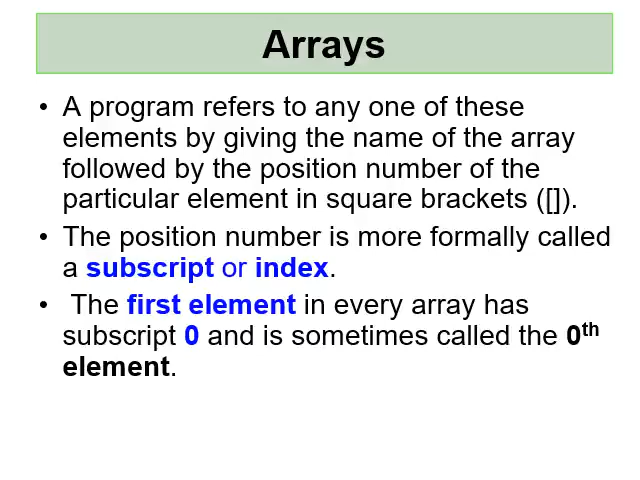 Arrays
• A program refers to any one of these
elements by giving the name of the array
followed by the position number of the
particular element in square brackets ([]).
• The position number is more formally called
a subscript or index.
• The first element in every array has
subscript 0 and is sometimes called the 0th
element.